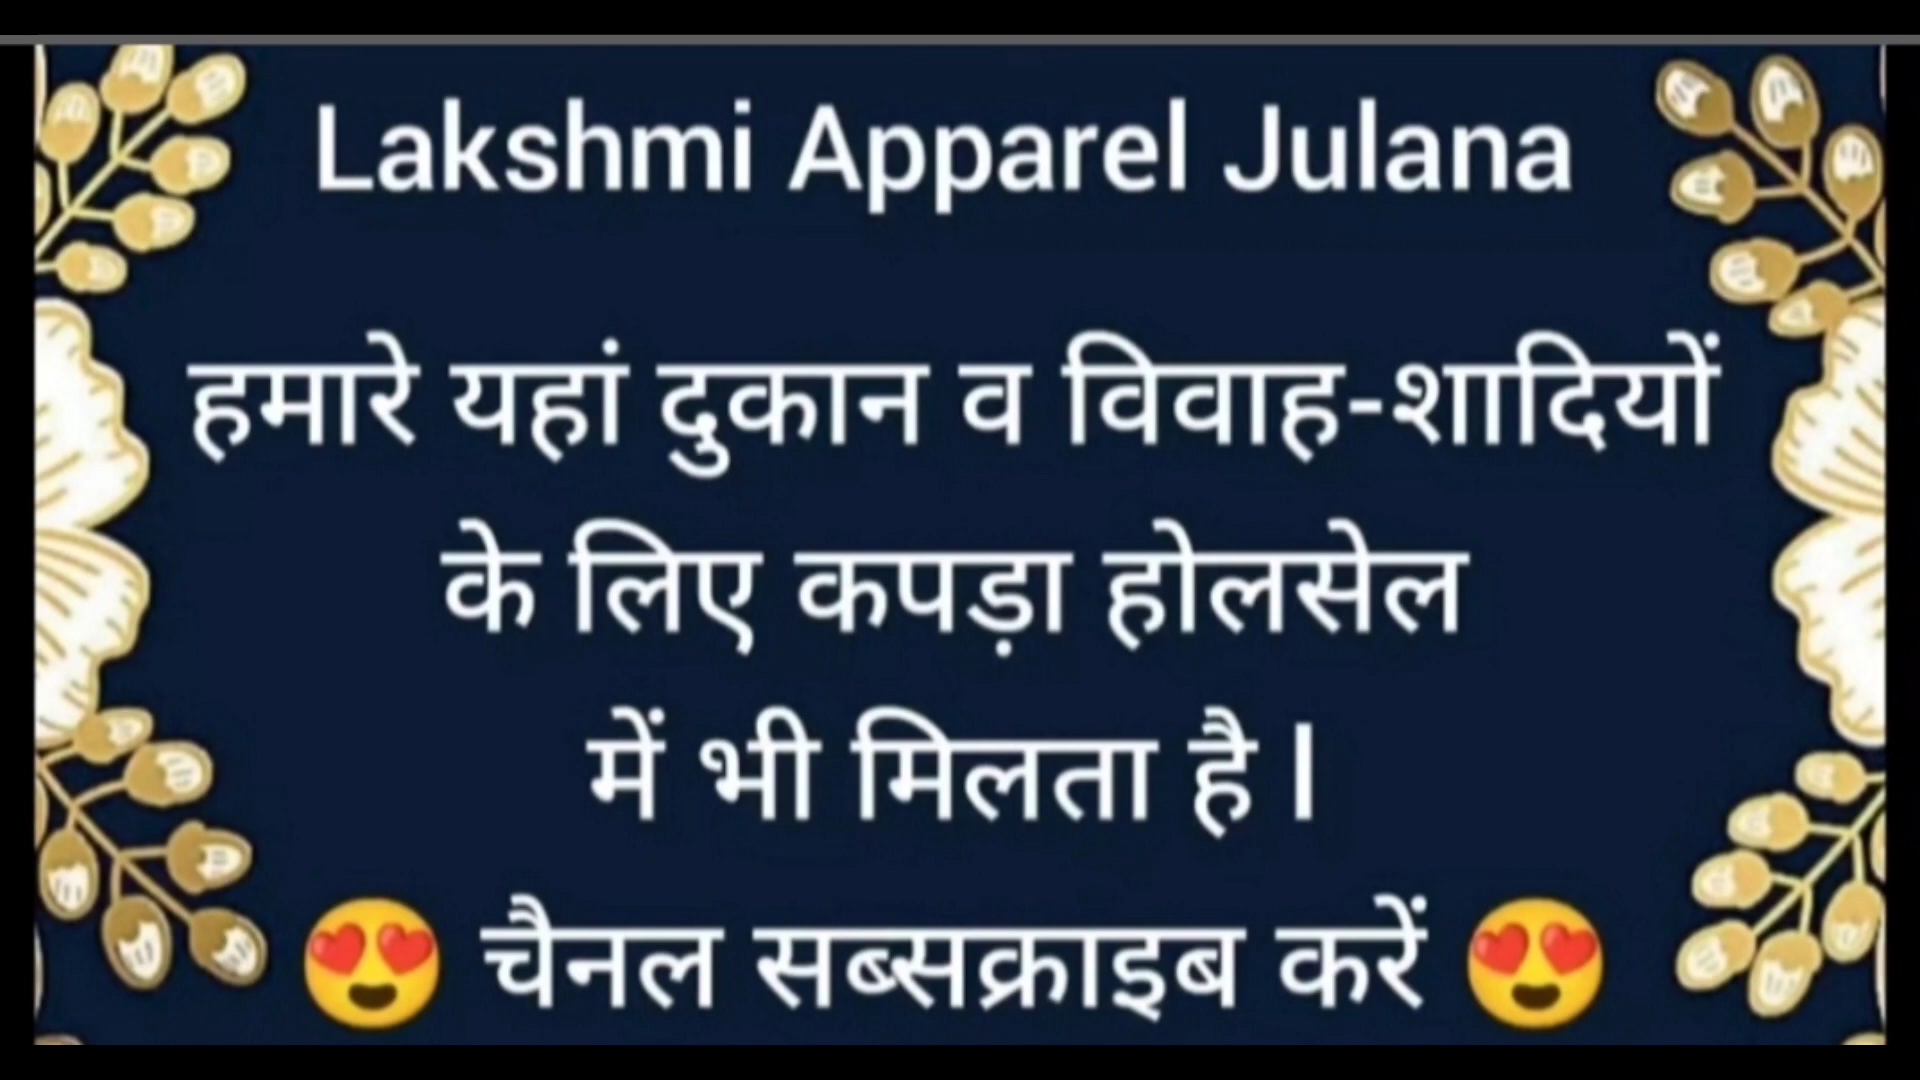 Lakshmi Apparel Julana
हमारे यहां दुकान व विवाह-शादियों
के लिए कपड़ा होलसेल
में भी मिलता है l
😍 चैनल सब्सक्राइब करें 😍